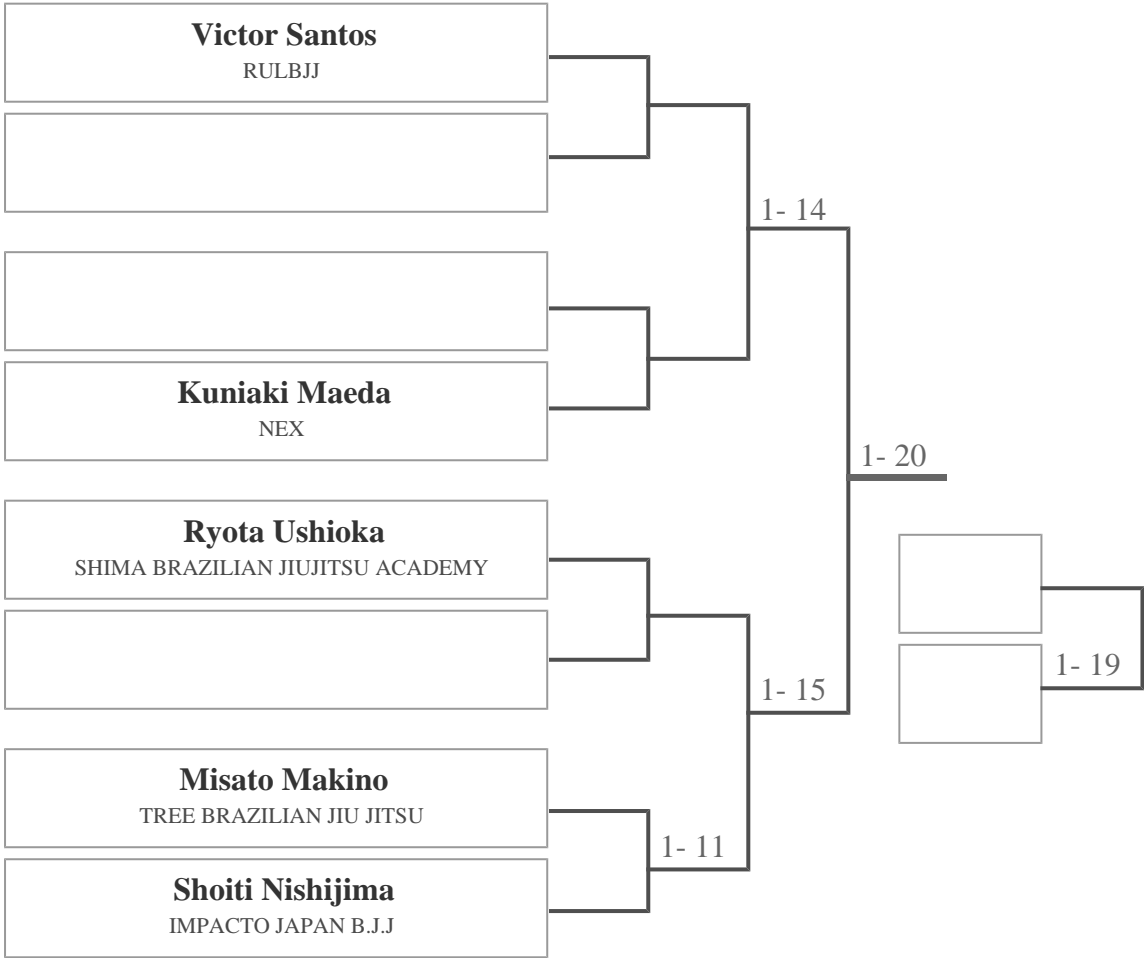 Victor Santos
RULBJJ
1- 14
Kuniaki Maeda
NEX
1- 20
Ryota Ushioka
SHIMA BRAZILIAN JIUJITSU ACADEMY
1- 19
1- 15
Misato Makino
TREE BRAZILIAN JIU JITSU
1- 11
Shoiti Nishijima
IMPACTO JAPAN B.J.J